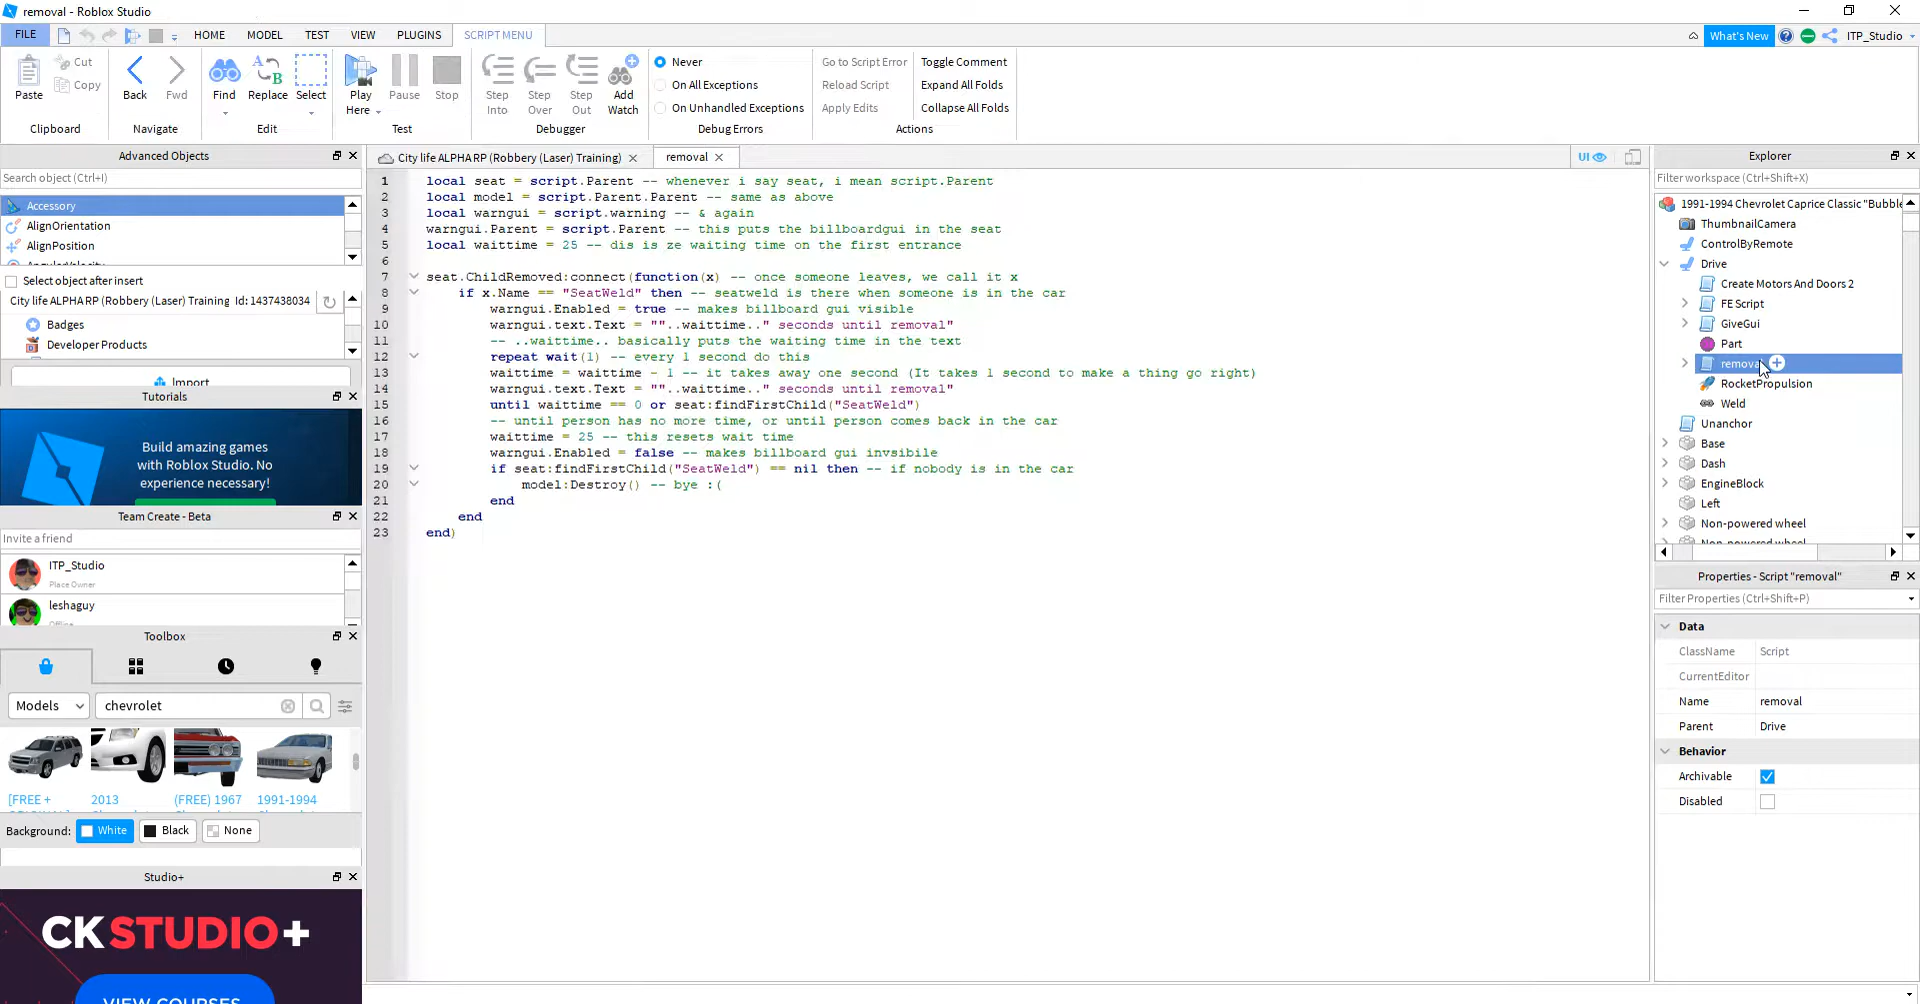 removal - Roblox Studio
FILE
HOME
MODEL
TEST
VIEW
PLUGINS
SCRIPT MENU
What's New
ITP_Studio
Paste
Cut
Copy
Clipboard
Back
Fwd
Navigate
Find
Replace
Select
Edit
Play
Here
Pause
Stop
Test
Step
Into
Step
Over
Step
Out
Add
Watch
Debugger
Never
On All Exceptions
On Unhandled Exceptions
Debug Errors
Go to Script Error
Reload Script
Apply Edits
Toggle Comment
Expand All Folds
Collapse All Folds
Actions
Advanced Objects
Search object (Ctrl+I)
Accessory
AlignOrientation
AlignPosition
Select object after insert
City life ALPHA RP (Robbery (Laser) Training Id: 1437438034
Badges
Developer Products
Import
Tutorials
Build amazing games
with Roblox Studio. No
experience necessary!
Team Create - Beta
Invite a friend
ITP_Studio
Place Owner
leshaguy
Offline
Toolbox
Models
chevrolet
[FREE +
2013
(FREE) 1967
1991-1994
Background:
White
Black
None
Studio+
CK STUDIO+
VIEW COURSES
City life ALPHA RP (Robbery (Laser) Training)
removal
UI
1 local seat = script.Parent -- whenever i say seat, i mean script.Parent
2 local model = script.Parent.Parent -- same as above
3 local warngui = script.warning -- & again
4 warngui.Parent = script.Parent -- this puts the billboardgui in the seat
5 local waittime = 25 -- dis is ze waiting time on the first entrance
6
7 seat.ChildRemoved:connect(function(x) -- once someone leaves, we call it x
8 if x.Name == "SeatWeld" then -- seatweld is there when someone is in the car
9 warngui.Enabled = true -- makes billboard gui visible
10 warngui.text.Text = ""..waittime.." seconds until removal"
11 -- ..waittime.. basically puts the waiting time in the text
12 repeat wait(1) -- every 1 second do this
13 waittime = waittime - 1 -- it takes away one second (It takes 1 second to make a thing go right)
14 warngui.text.Text = ""..waittime.." seconds until removal"
15 until waittime == 0 or seat:findFirstChild("SeatWeld")
16 -- until person has no more time, or until person comes back in the car
17 waittime = 25 -- this resets wait time
18 warngui.Enabled = false -- makes billboard gui invsibile
19 if seat:findFirstChild("SeatWeld") == nil then -- if nobody is in the car
20 model:Destroy() -- bye :(
21 end
22 end
23 end)
Explorer
Filter workspace (Ctrl+Shift+X)
1991-1994 Chevrolet Caprice Classic "Bubble
ThumbnailCamera
ControlByRemote
Drive
Create Motors And Doors 2
FE Script
GiveGui
Part
remova
RocketPropulsion
Weld
Unanchor
Base
Dash
EngineBlock
Left
Non-powered wheel
Non-powered wheel
Properties - Script "removal"
Filter Properties (Ctrl+Shift+P)
Data
ClassName Script
CurrentEditor
Name removal
Parent Drive
Behavior
Archivable
Disabled